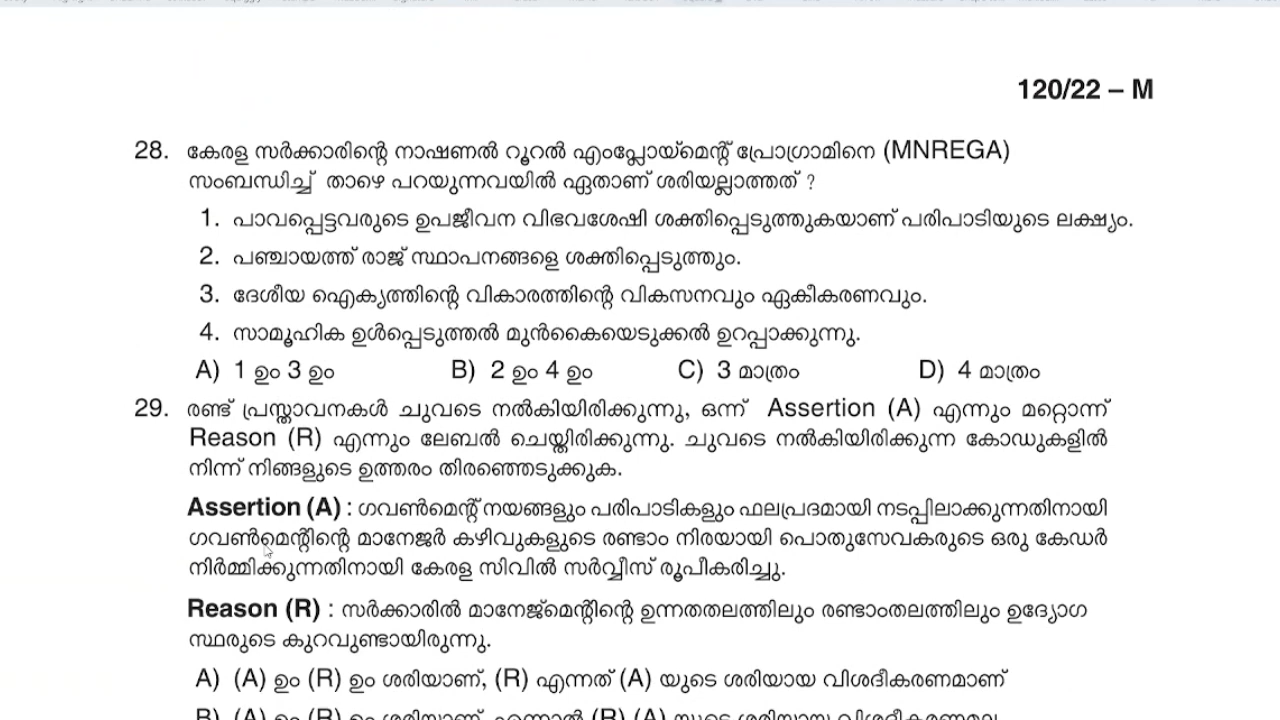 120/22 – M
28. കേരള സർക്കാരിന്റെ നാഷണൽ റൂറൽ എംപ്ലോയ്മെന്റ് പ്രോഗ്രാമിനെ (MNREGA)
സംബന്ധിച്ച് താഴെ പറയുന്നവയിൽ ഏതാണ് ശരിയല്ലാത്തത് ?
1. പാവപ്പെട്ടവരുടെ ഉപജീവന വിഭവശേഷി ശക്തിപ്പെടുത്തുകയാണ് പരിപാടിയുടെ ലക്ഷ്യം.
2. പഞ്ചായത്ത് രാജ് സ്ഥാപനങ്ങളെ ശക്തിപ്പെടുത്തും.
3. ദേശീയ ഐക്യത്തിന്റെ വികാരത്തിന്റെ വികസനവും ഏകീകരണവും.
4. സാമൂഹിക ഉൾപ്പെടുത്തൽ മുൻകൈയെടുക്കൽ ഉറപ്പാക്കുന്നു.
A) 1 ഉം 3 ഉം B) 2 ഉം 4 ഉം C) 3 മാത്രം D) 4 മാത്രം
29. രണ്ട് പ്രസ്താവനകൾ ചുവടെ നൽകിയിരിക്കുന്നു, ഒന്ന് Assertion (A) എന്നും മറ്റൊന്ന്
Reason (R) എന്നും ലേബൽ ചെയ്തിരിക്കുന്നു. ചുവടെ നൽകിയിരിക്കുന്ന കോഡുകളിൽ
നിന്ന് നിങ്ങളുടെ ഉത്തരം തിരഞ്ഞെടുക്കുക.
Assertion (A) : ഗവൺമെന്റ് നയങ്ങളും പരിപാടികളും ഫലപ്രദമായി നടപ്പിലാക്കുന്നതിനായി
ഗവൺമെന്റിന്റെ മാനേജർ കഴിവുകളുടെ രണ്ടാം നിരയായി പൊതുസേവകരുടെ ഒരു കേഡർ
നിർമ്മിക്കുന്നതിനായി കേരള സിവിൽ സർവ്വീസ് രൂപീകരിച്ചു.
Reason (R) : സർക്കാരിൽ മാനേജ്മെന്റിന്റെ ഉന്നതതലത്തിലും രണ്ടാംതലത്തിലും ഉദ്യോഗ
സ്ഥരുടെ കുറവുണ്ടായിരുന്നു.
A) (A) ഉം (R) ഉം ശരിയാണ്, (R) എന്നത് (A) യുടെ ശരിയായ വിശദീകരണമാണ്
B) (A) ഉം (R) ഉം ശരിയാണ്, എന്നാൽ (R) (A) യുടെ ശരിയായ വിശദീകരണമല്ല